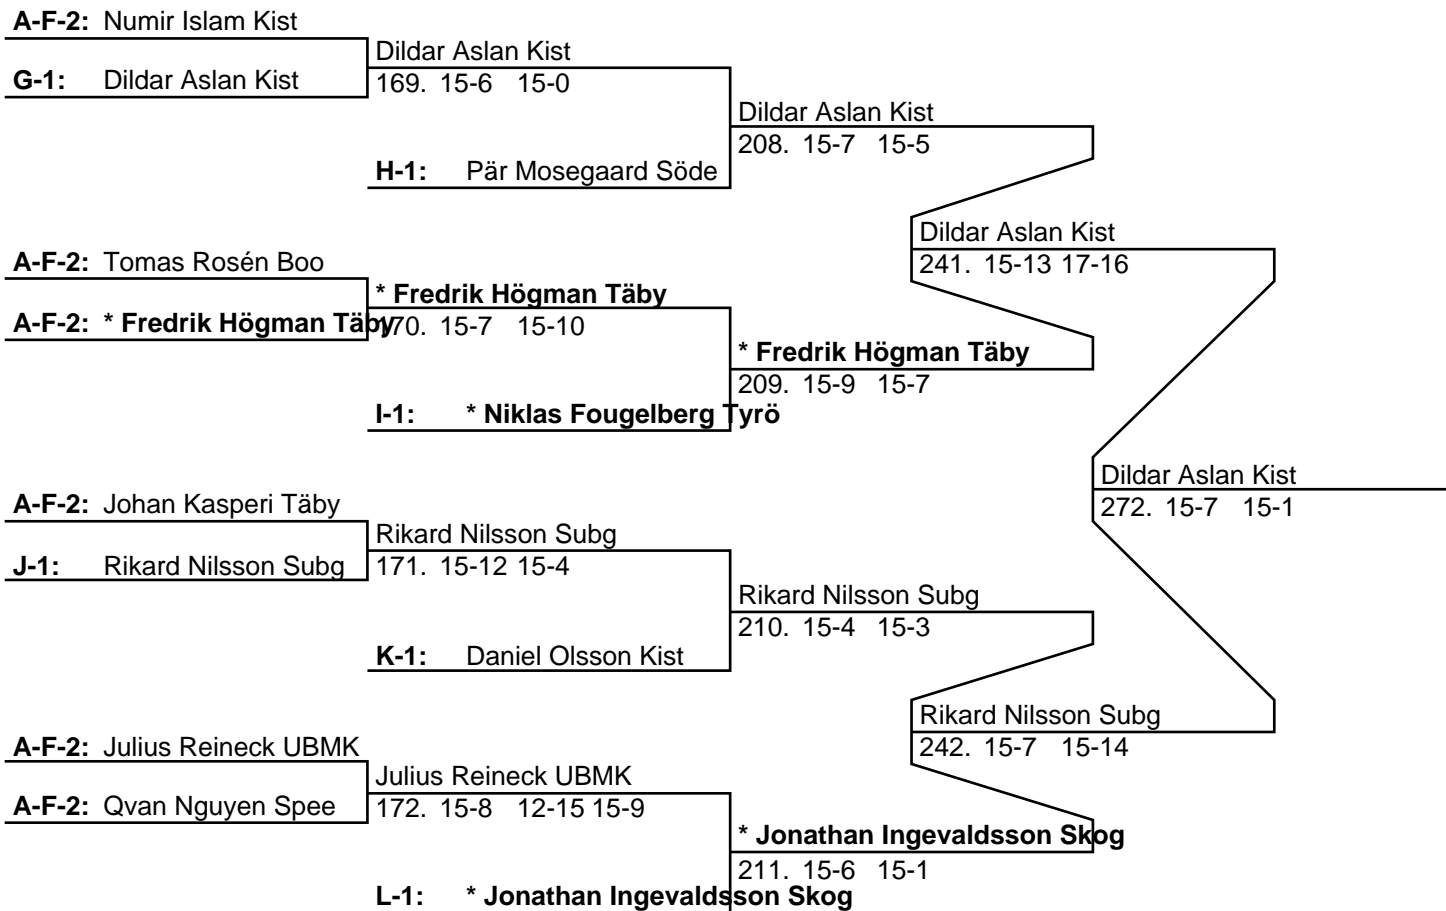 A-F-2: Numir Islam Kist
Dildar Aslan Kist
G-1: Dildar Aslan Kist
169. 15-6 15-0
Dildar Aslan Kist
208. 15-7 15-5
H-1: Pär Mosegaard Söde
Dildar Aslan Kist
241. 15-13 17-16
A-F-2: Tomas Rosén Boo
* Fredrik Högman Täby
A-F-2: * Fredrik Högman Täby
170. 15-7 15-10
* Fredrik Högman Täby
209. 15-9 15-7
I-1: * Niklas Fougelberg Tyrö
Dildar Aslan Kist
272. 15-7 15-1
A-F-2: Johan Kasperi Täby
Rikard Nilsson Subg
J-1: Rikard Nilsson Subg
171. 15-12 15-4
Rikard Nilsson Subg
210. 15-4 15-3
K-1: Daniel Olsson Kist
Rikard Nilsson Subg
242. 15-7 15-14
A-F-2: Julius Reineck UBMK
Julius Reineck UBMK
A-F-2: Qvan Nguyen Spee
172. 15-8 12-15 15-9
* Jonathan Ingevaldsson Skog
211. 15-6 15-1
L-1: * Jonathan Ingevaldsson Skog